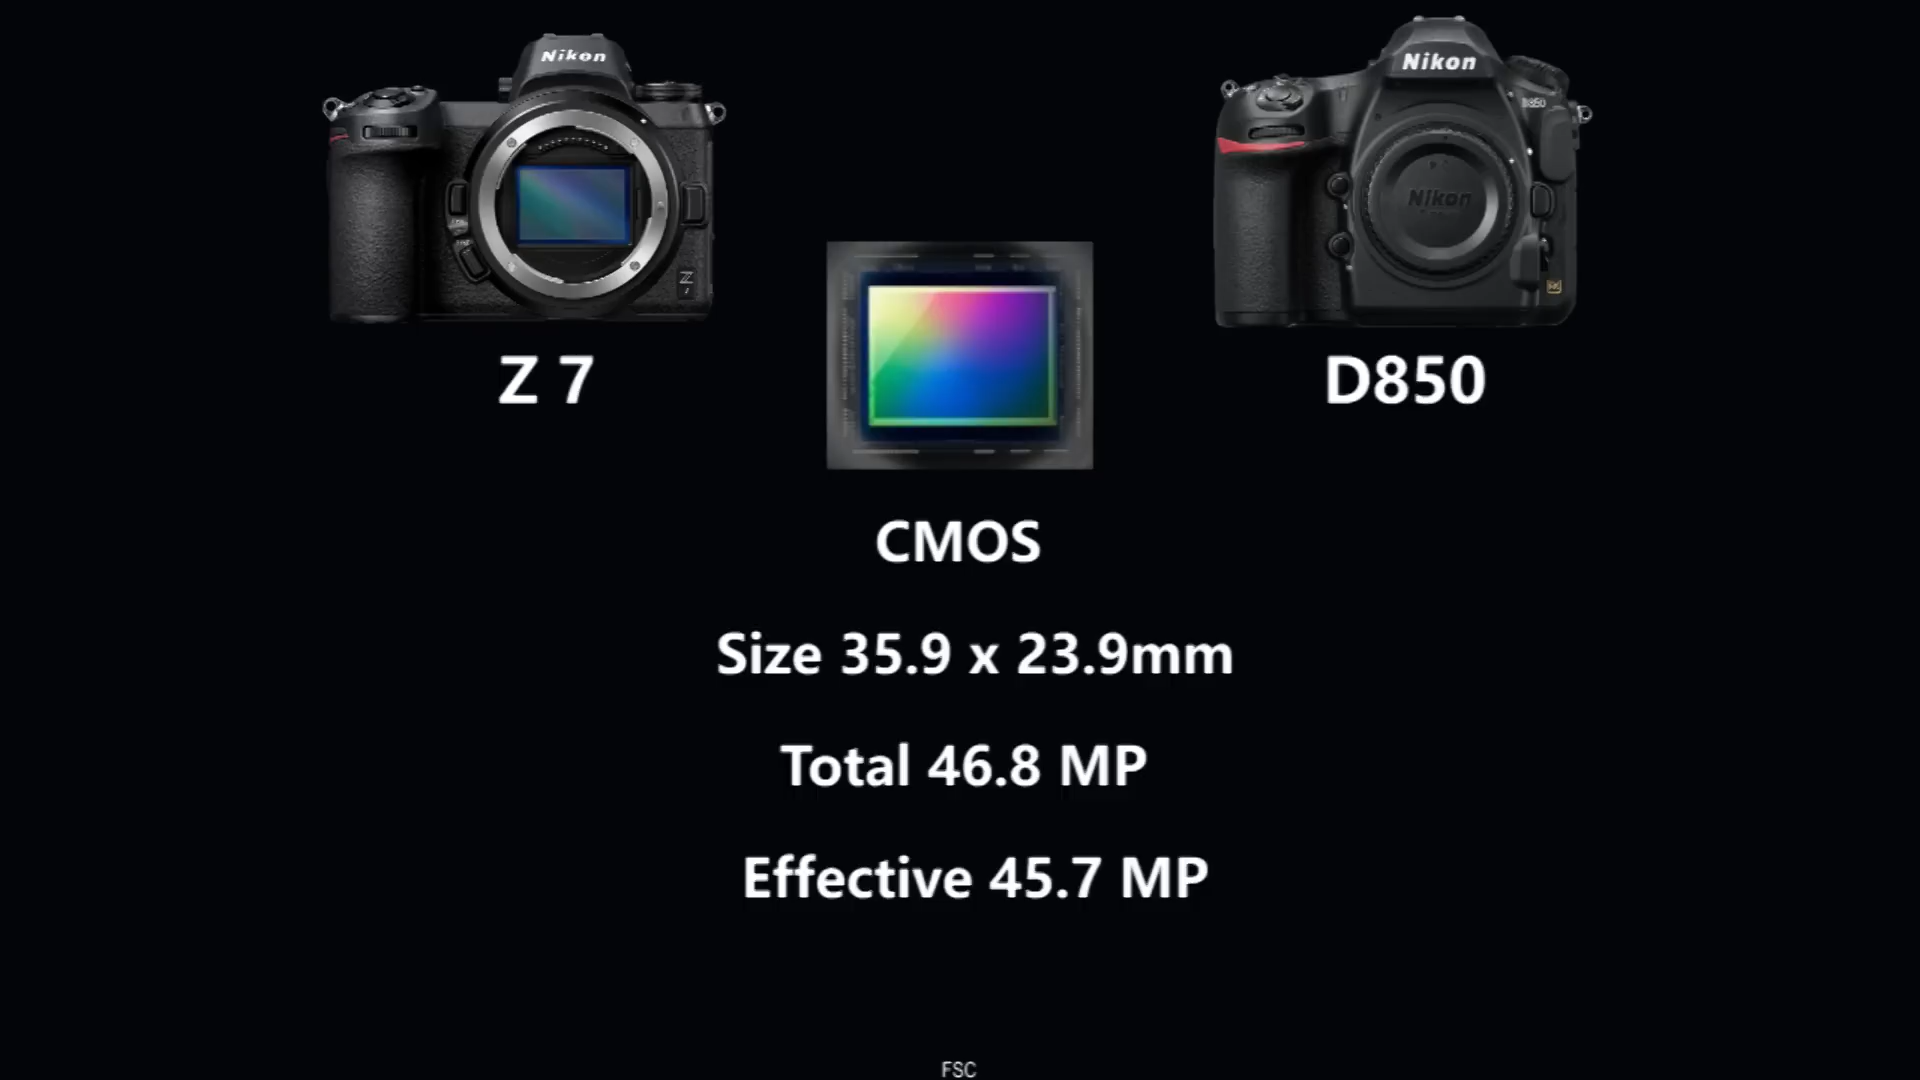 Nikon
Nikon
D850
Nikon
Z 7
D850
CMOS
Size 35.9 x 23.9mm
Total 46.8 MP
Effective 45.7 MP
FSC